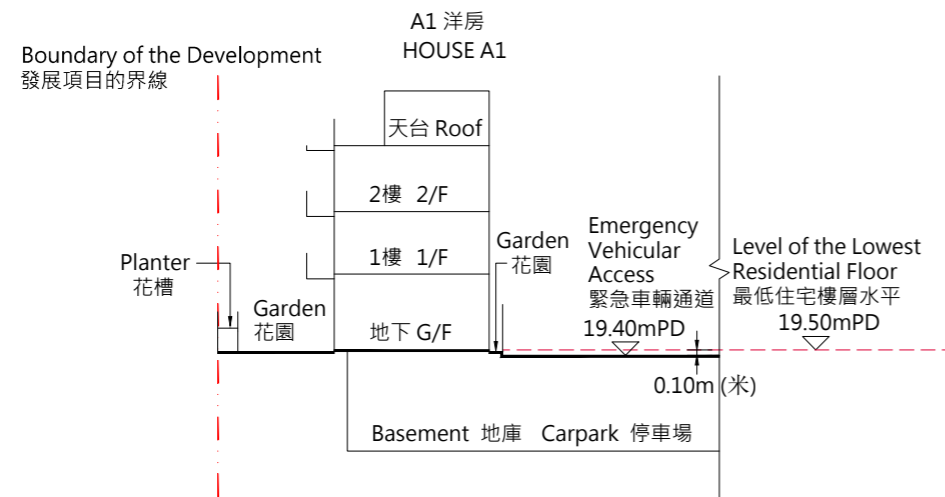 A1 洋房
HOUSE A1
Boundary of the Development
發展項目的界線
天台 Roof
2樓 2/F
1樓 1/F
地下 G/F
Planter
花槽
Garden
花園
Garden
花園
Emergency
Vehicular
Access
緊急車輛通道
19.40mPD
Level of the Lowest
Residential Floor
最低住宅樓層水平
19.50mPD
0.10m (米)
Basement 地庫 Carpark 停車場